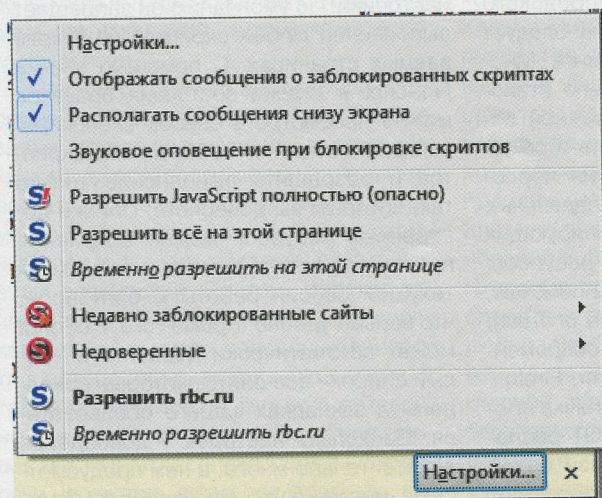 Настройки...
Отображать сообщения о заблокированных скриптах
Располагать сообщения снизу экрана
Звуковое оповещение при блокировке скриптов
Разрешить JavaScript полностью (опасно)
Разрешить всё на этой странице
Временно разрешить на этой странице
Недавно заблокированные сайты
Недоверенные
Разрешить rbc.ru
Временно разрешить rbc.ru
Настройки... ×